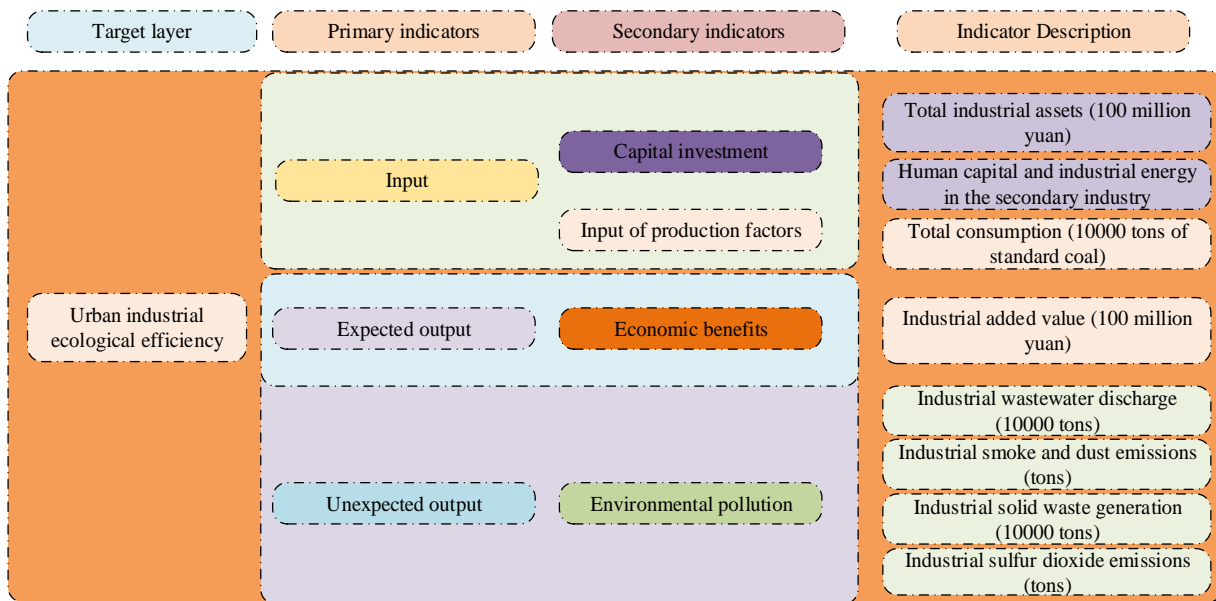 Target layer
Primary indicators
Secondary indicators
Indicator Description
Urban industrial
ecological efficiency
Input
Capital investment
Input of production factors
Total industrial assets (100 million
yuan)
Human capital and industrial energy
in the secondary industry
Total consumption (10000 tons of
standard coal)
Expected output
Economic benefits
Industrial added value (100 million
yuan)
Unexpected output
Environmental pollution
Industrial wastewater discharge
(10000 tons)
Industrial smoke and dust emissions
(tons)
Industrial solid waste generation
(10000 tons)
Industrial sulfur dioxide emissions
(tons)